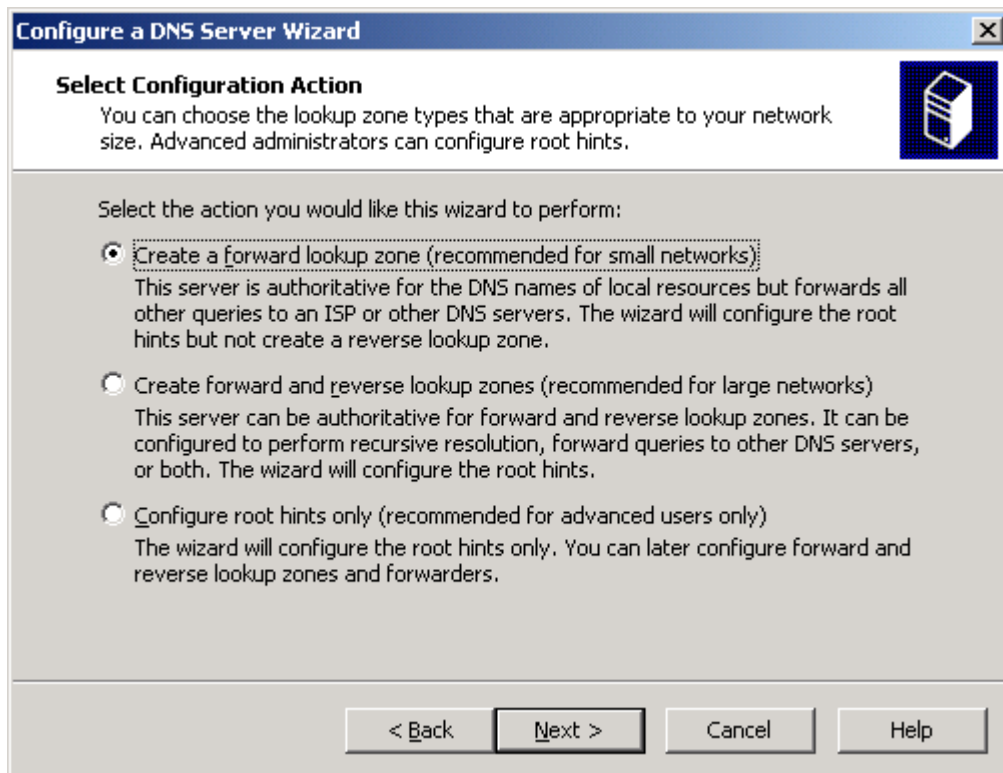 Configure a DNS Server Wizard
Select Configuration Action
You can choose the lookup zone types that are appropriate to your network
size. Advanced administrators can configure root hints.
Select the action you would like this wizard to perform:
Create a forward lookup zone (recommended for small networks)
This server is authoritative for the DNS names of local resources but forwards all
other queries to an ISP or other DNS servers. The wizard will configure the root
hints but not create a reverse lookup zone.
Create forward and reverse lookup zones (recommended for large networks)
This server can be authoritative for forward and reverse lookup zones. It can be
configured to perform recursive resolution, forward queries to other DNS servers,
or both. The wizard will configure the root hints.
Configure root hints only (recommended for advanced users only)
The wizard will configure the root hints only. You can later configure forward and
reverse lookup zones and forwarders.
< Back Next > Cancel Help